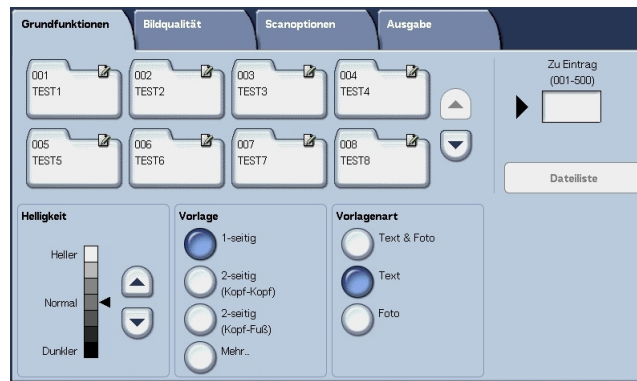 Grundfunktionen
Bildqualität
Scanoptionen
Ausgabe
001
TEST1
002
TEST2
003
TEST3
004
TEST4
Zu Eintrag
(001-500)
005
TEST5
006
TEST6
007
TEST7
008
TEST8
Dateiliste
Helligkeit
Heller
Normal
Dunkler
Vorlage
1-seitig
2-seitig
(Kopf-Kopf)
2-seitig
(Kopf-Fuß)
Mehr...
Vorlagenart
Text & Foto
Text
Foto